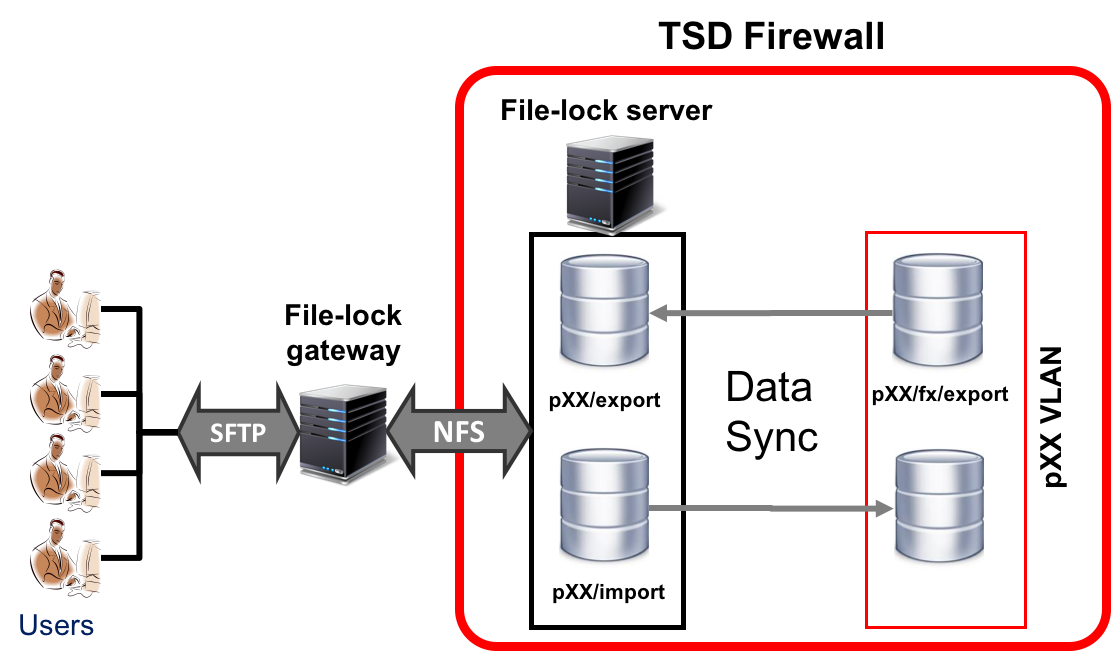 TSD Firewall
File-lock server
File-lock
gateway
SFTP
NFS
pXX/export
Data
Sync
pXX/fx/export
pXX VLAN
pXX/import
Users